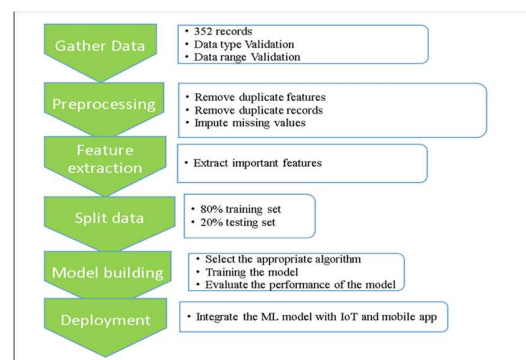 Gather Data
• 352 records
• Data type Validation
• Data range Validation
Preprocessing
• Remove duplicate features
• Remove duplicate records
• Impute missing values
Feature
extraction
• Extract important features
Split data
• 80% training set
• 20% testing set
Model building
• Select the appropriate algorithm
• Training the model
• Evaluate the performance of the model
Deployment
• Integrate the ML model with IoT and mobile app